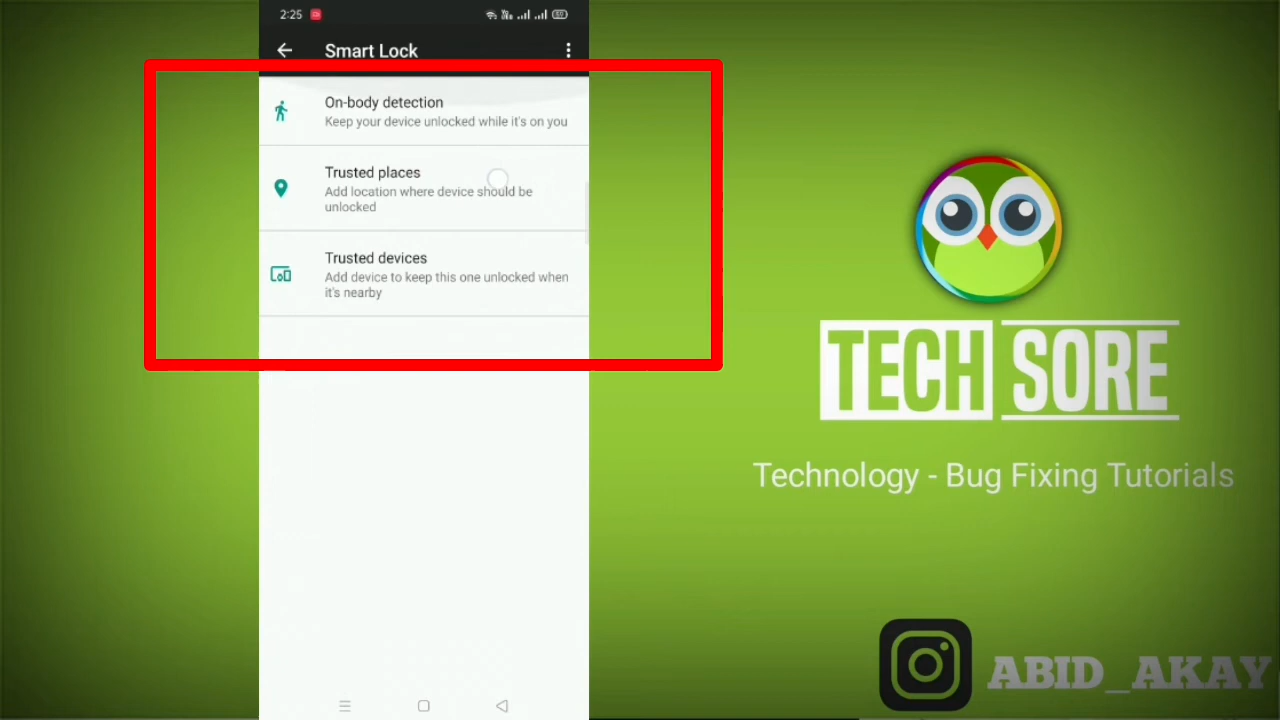 2:25
Smart Lock
On-body detection
Keep your device unlocked while it's on you
Trusted places
Add location where device should be
unlocked
Trusted devices
Add device to keep this one unlocked when
it's nearby
TECH SORE
Technology - Bug Fixing Tutorials
ABID_AKAY